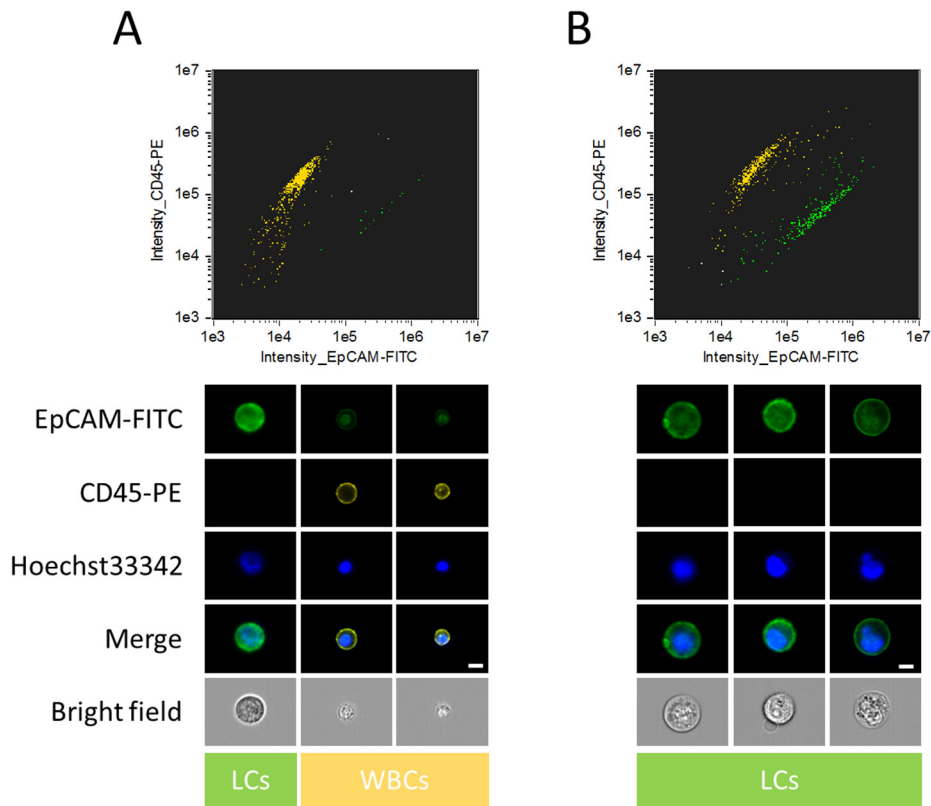 A
B
1e7
1e6
1e5
1e4
1e3
Intensity_CD45-PE
1e3 1e4 1e5 1e6 1e7
Intensity_EpCAM-FITC
1e7
1e6
1e5
1e4
1e3
Intensity_CD45-PE
1e3 1e4 1e5 1e6 1e7
Intensity_EpCAM-FITC
EpCAM-FITC
CD45-PE
Hoechst33342
Merge
Bright field
LCs
WBCs
LCs